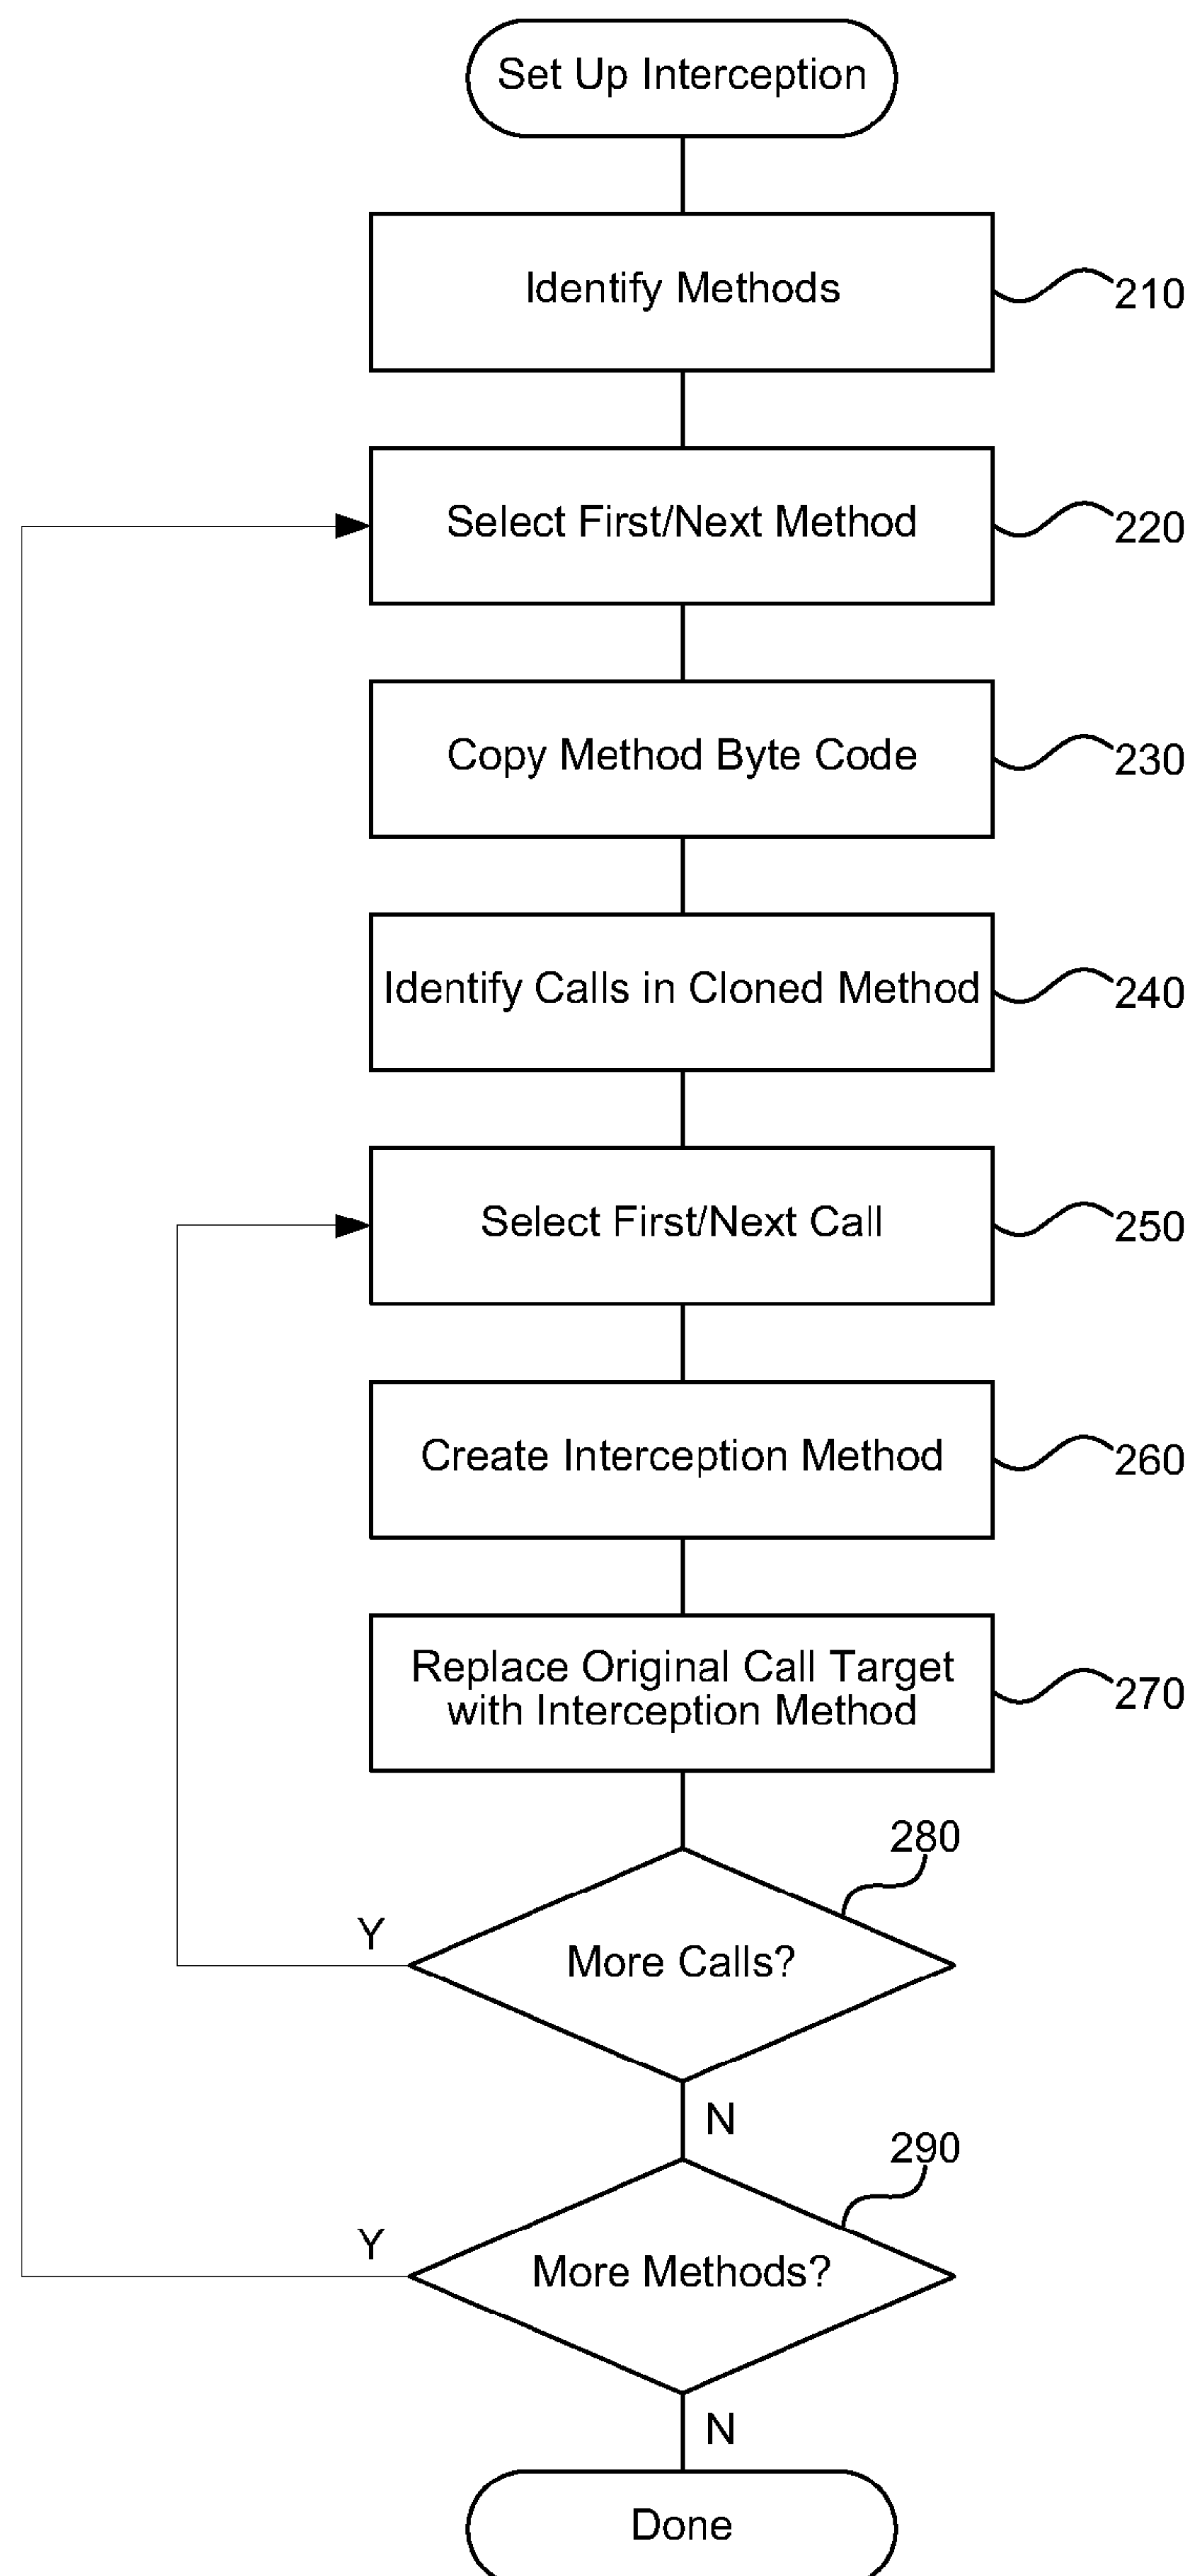 Set Up Interception
Identify Methods
210
Select First/Next Method
220
Copy Method Byte Code
230
Identify Calls in Cloned Method
240
Select First/Next Call
250
Create Interception Method
260
Replace Original Call Target
with Interception Method
270
280
Y
More Calls?
N
290
Y
More Methods?
N
Done